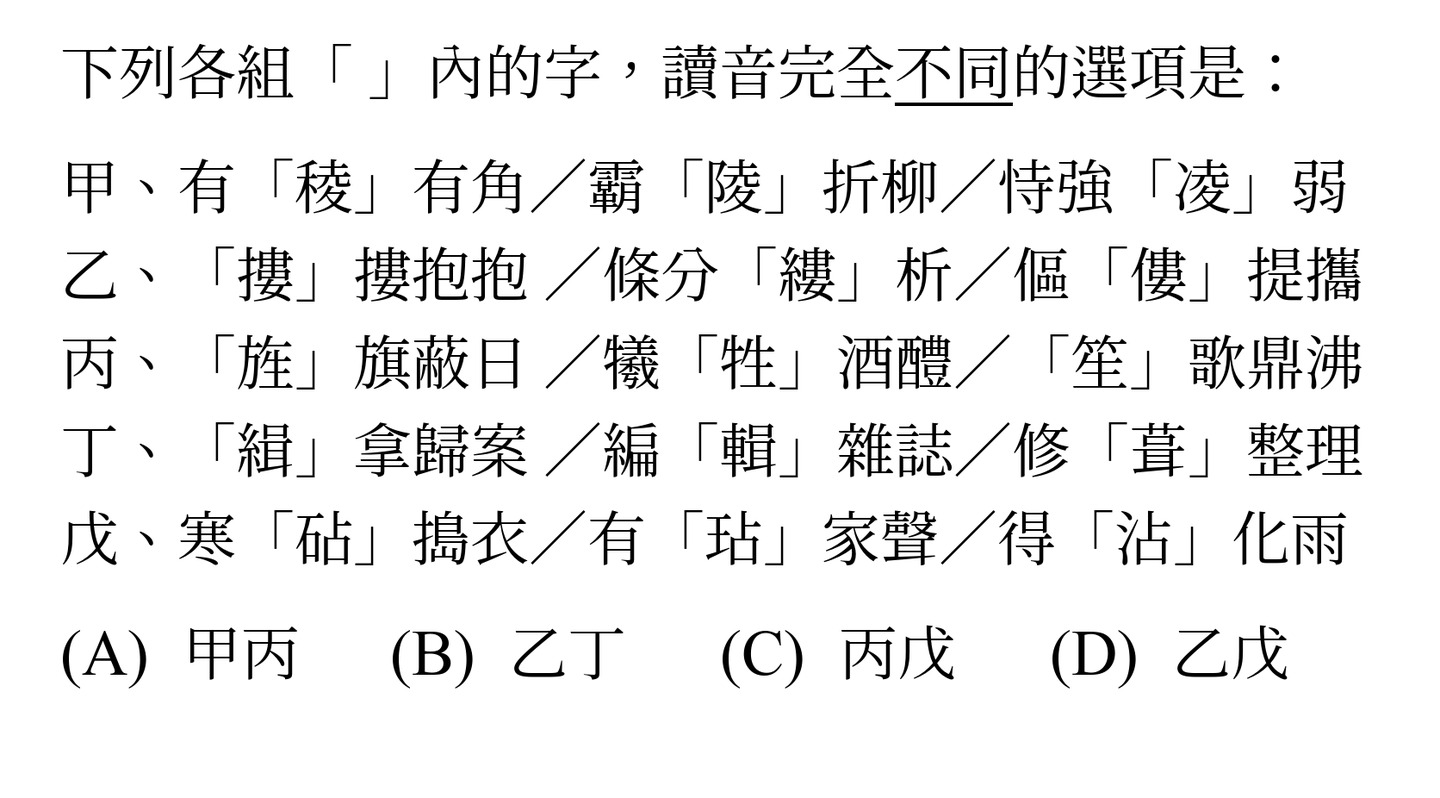 下列各組「 」內的字，讀音完全不同的選項是：
甲、有「稜」有角／霸「陵」折柳／恃強「凌」弱
乙、「摟」摟抱抱 ／條分「縷」析／傴「僂」提攜
丙、「旌」旗蔽日 ／犧「牲」酒醴／「笙」歌鼎沸
丁、「緝」拿歸案 ／編「輯」雜誌／修「葺」整理
戊、寒「砧」搗衣／有「玷」家聲／得「沾」化雨
(A) 甲丙 (B) 乙丁 (C) 丙戊 (D) 乙戊